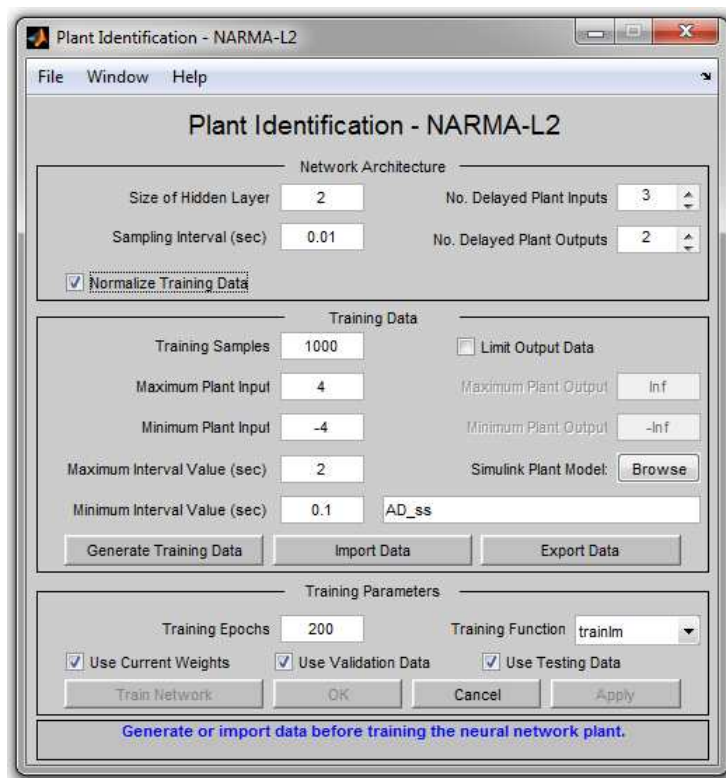 Plant Identification - NARMA-L2
File Window Help
Plant Identification - NARMA-L2
Network Architecture
Size of Hidden Layer 2 No. Delayed Plant Inputs 3
Sampling Interval (sec) 0.01 No. Delayed Plant Outputs 2
Normalize Training Data
Training Data
Training Samples 1000 Limit Output Data
Maximum Plant Input 4 Maximum Plant Output Inf
Minimum Plant Input -4 Minimum Plant Output -Inf
Maximum Interval Value (sec) 2 Simulink Plant Model: Browse
Minimum Interval Value (sec) 0.1 AD_ss
Generate Training Data Import Data Export Data
Training Parameters
Training Epochs 200 Training Function trainlm
Use Current Weights Use Validation Data Use Testing Data
Train Network OK Cancel Apply
Generate or import data before training the neural network plant.